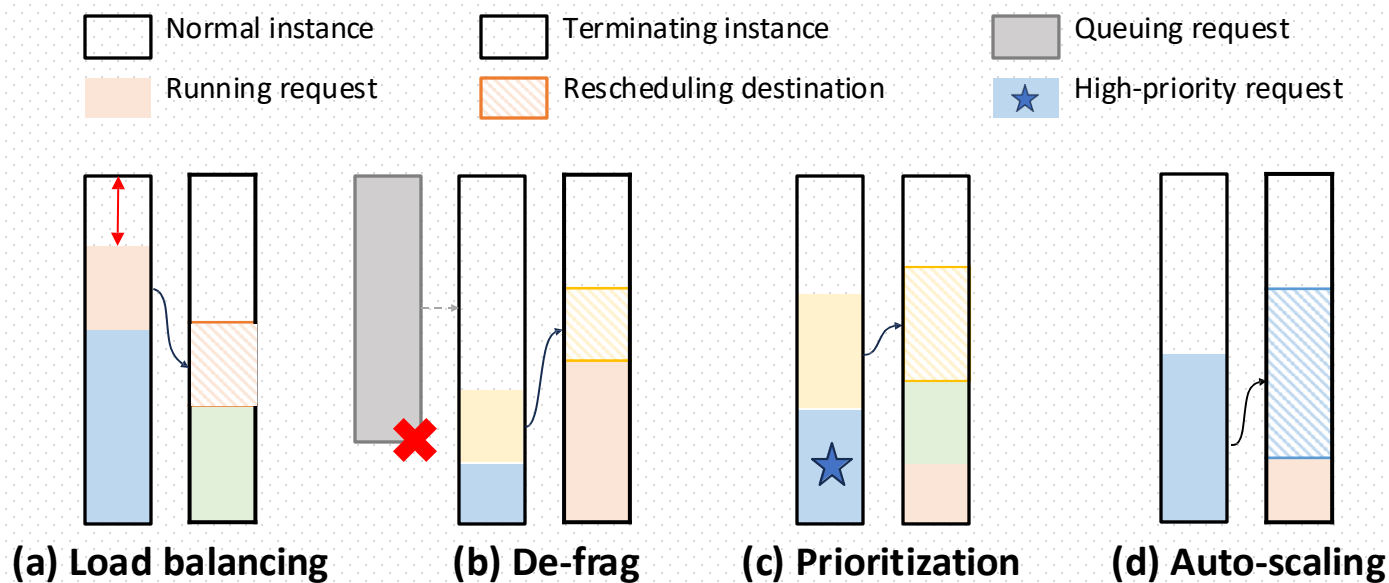 Normal instance
Terminating instance
Queuing request
Running request
Rescheduling destination
High-priority request
(a) Load balancing
(b) De-frag
(c) Prioritization
(d) Auto-scaling